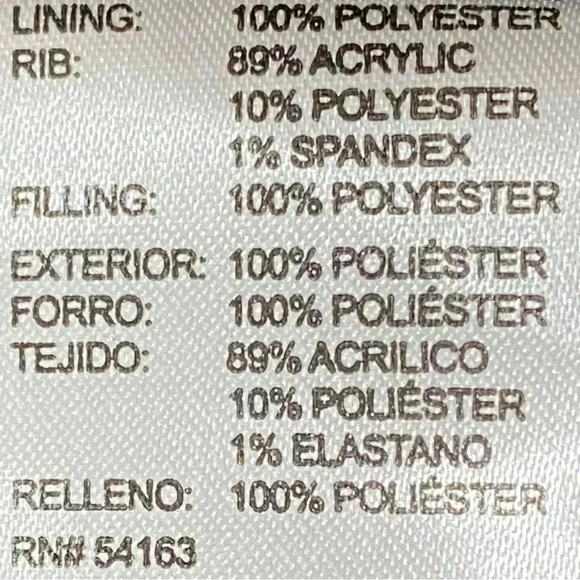 LINING: 100% POLYESTER
RIB: 89% ACRYLIC
10% POLYESTER
1% SPANDEX
FILLING: 100% POLYESTER
EXTERIOR: 100% POLIÉSTER
FORRO: 100% POLIÉSTER
TEJIDO: 89% ACRILICO
10% POLIÉSTER
1% ELASTANO
RELLENO: 100% POLIÉSTER
RN# 54163